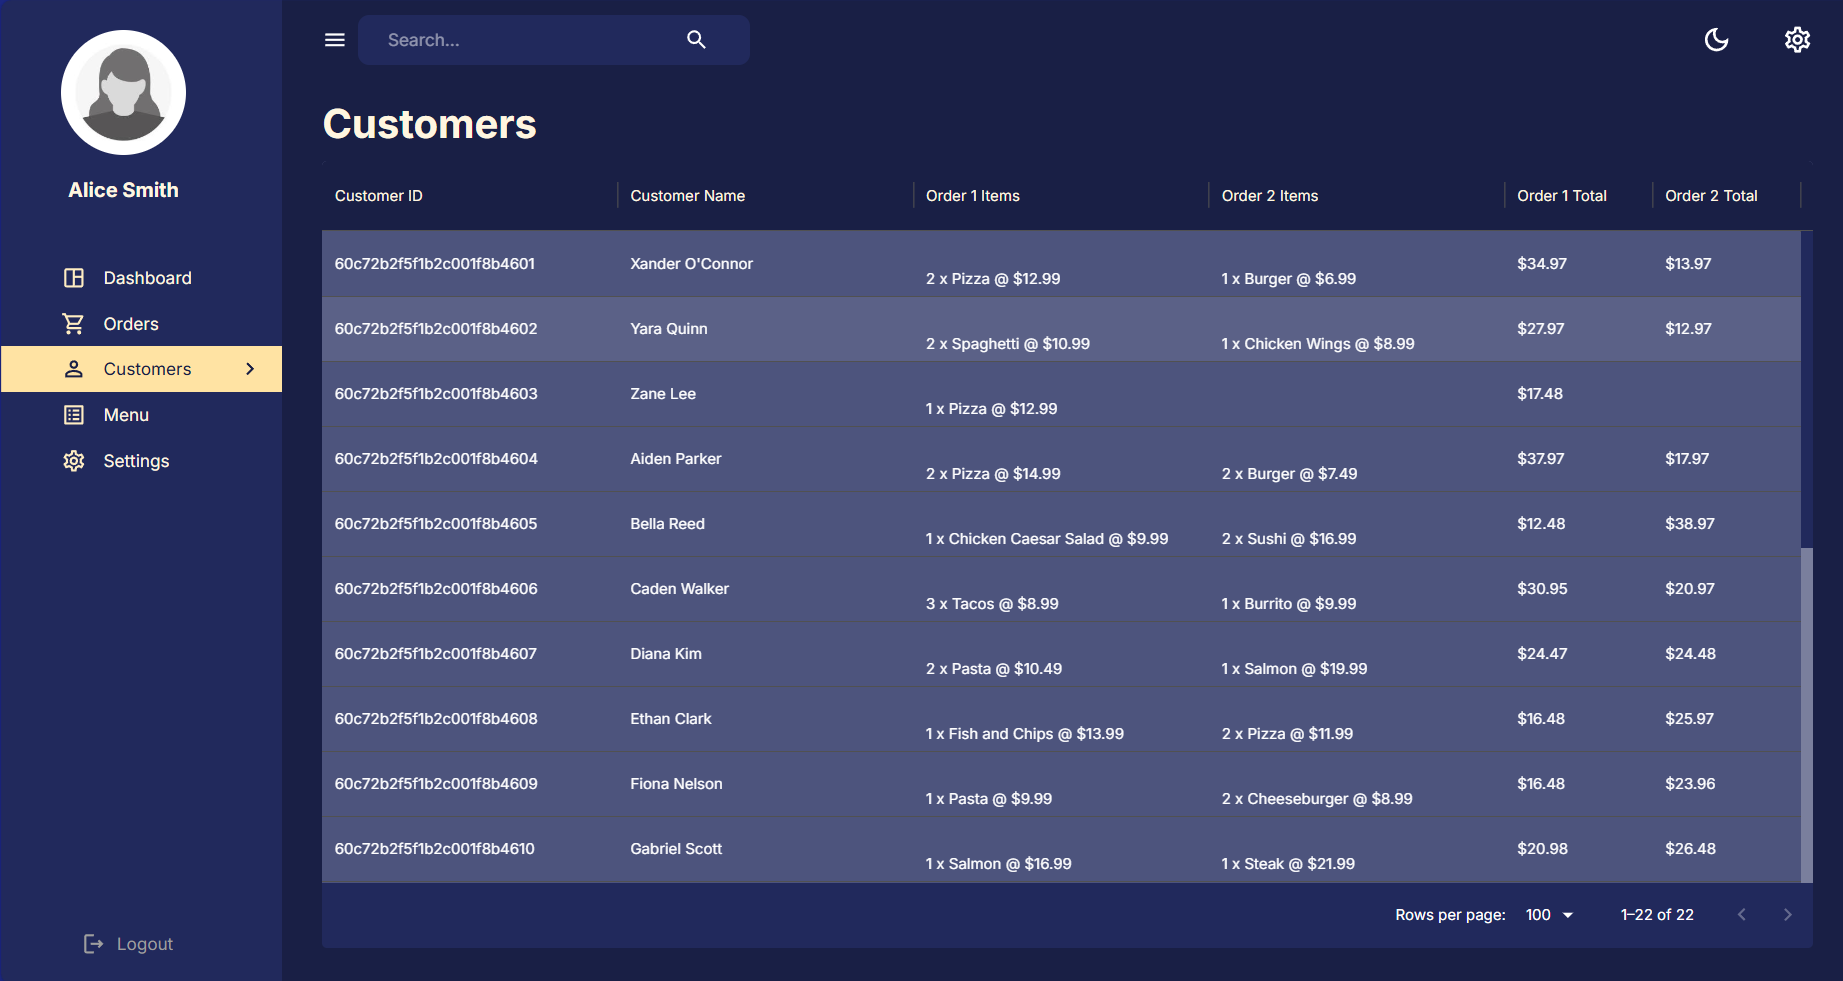 Alice Smith
Dashboard
Orders
Customers
Menu
Settings
Logout
Search...
Customers
Customer ID Customer Name Order 1 Items Order 2 Items Order 1 Total Order 2 Total
60c72b2f5f1b2c001f8b4601 Xander O'Connor 2 x Pizza @ $12.99 1 x Burger @ $6.99 $34.97 $13.97
60c72b2f5f1b2c001f8b4602 Yara Quinn 2 x Spaghetti @ $10.99 1 x Chicken Wings @ $8.99 $27.97 $12.97
60c72b2f5f1b2c001f8b4603 Zane Lee 1 x Pizza @ $12.99 $17.48
60c72b2f5f1b2c001f8b4604 Aiden Parker 2 x Pizza @ $14.99 2 x Burger @ $7.49 $37.97 $17.97
60c72b2f5f1b2c001f8b4605 Bella Reed 1 x Chicken Caesar Salad @ $9.99 2 x Sushi @ $16.99 $12.48 $38.97
60c72b2f5f1b2c001f8b4606 Caden Walker 3 x Tacos @ $8.99 1 x Burrito @ $9.99 $30.95 $20.97
60c72b2f5f1b2c001f8b4607 Diana Kim 2 x Pasta @ $10.49 1 x Salmon @ $19.99 $24.47 $24.48
60c72b2f5f1b2c001f8b4608 Ethan Clark 1 x Fish and Chips @ $13.99 2 x Pizza @ $11.99 $16.48 $25.97
60c72b2f5f1b2c001f8b4609 Fiona Nelson 1 x Pasta @ $9.99 2 x Cheeseburger @ $8.99 $16.48 $23.96
60c72b2f5f1b2c001f8b4610 Gabriel Scott 1 x Salmon @ $16.99 1 x Steak @ $21.99 $20.98 $26.48
Rows per page: 100 1–22 of 22